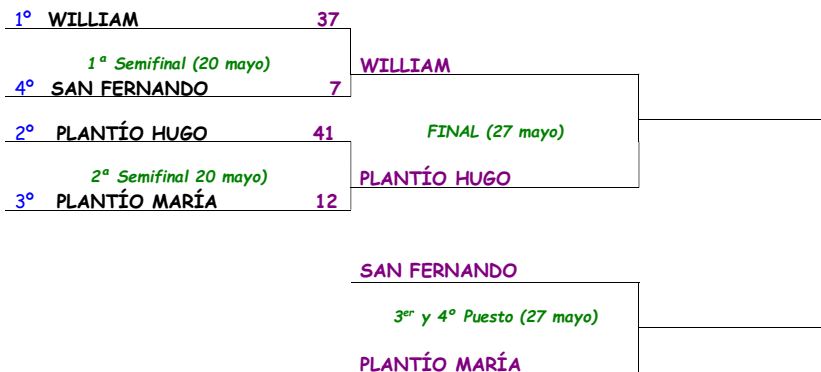 1º WILLIAM 37
1ª Semifinal (20 mayo)
WILLIAM
4º SAN FERNANDO 7
2º PLANTÍO HUGO 41
FINAL (27 mayo)
2ª Semifinal 20 mayo)
PLANTÍO HUGO
3º PLANTÍO MARÍA 12
SAN FERNANDO
3er y 4º Puesto (27 mayo)
PLANTÍO MARÍA